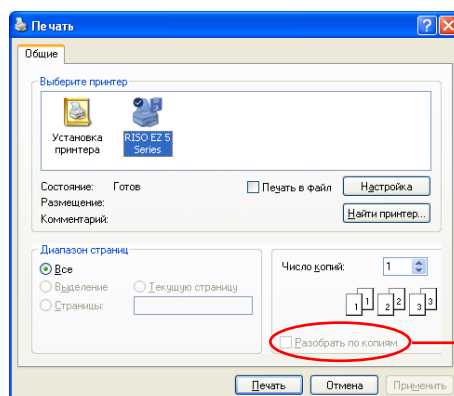 Печать
Общие
Выберите принтер
Установка принтера
RISO EZ 5 Series
Состояние: Готов
Размещение:
Комментарий:
Печать в файл
Настройка
Найти принтер...
Диапазон страниц
Все
Выделение
Текущую страницу
Страницы:
Число копий: 1
1 1 2 2 3 3
Разобрать по копиям
Печать
Отмена
Применить